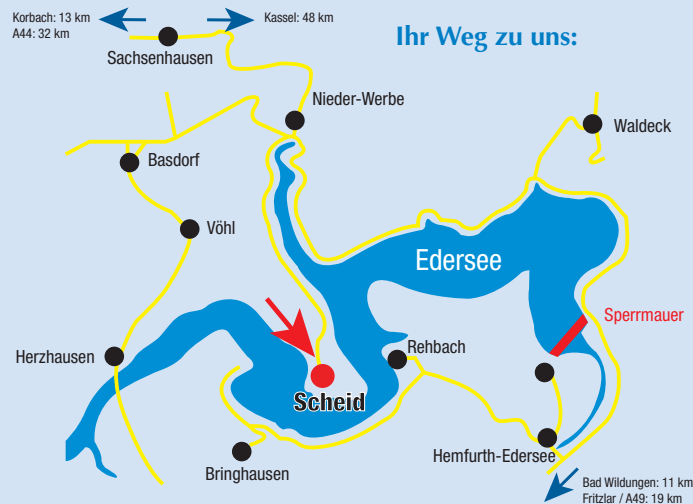 Korbach: 13 km
A44: 32 km
Kassel: 48 km
Ihr Weg zu uns:
Sachsenhausen
Nieder-Werbe
Waldeck
Basdorf
Vöhl
Edersee
Sperrmauer
Herzhausen
Rehbach
Scheid
Bringhausen
Hemfurth-Edersee
Bad Wildungen: 11 km
Fritzlar / A49: 19 km